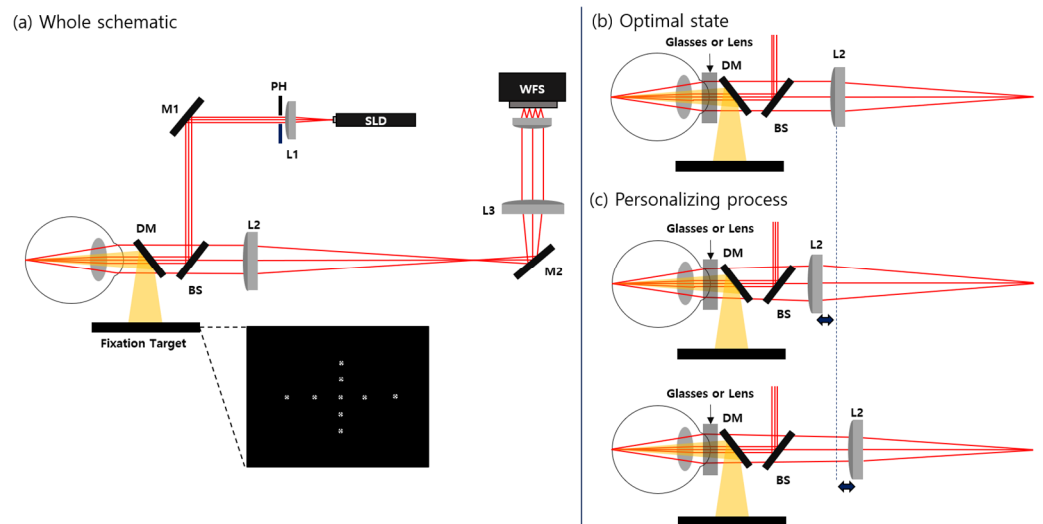 (a) Whole schematic
M1
PH
SLD
L1
WFS
L3
M2
DM
L2
BS
Fixation Target
(b) Optimal state
Glasses or Lens
DM
L2
BS
(c) Personalizing process
Glasses or Lens
DM
L2
BS
Glasses or Lens
DM
L2
BS